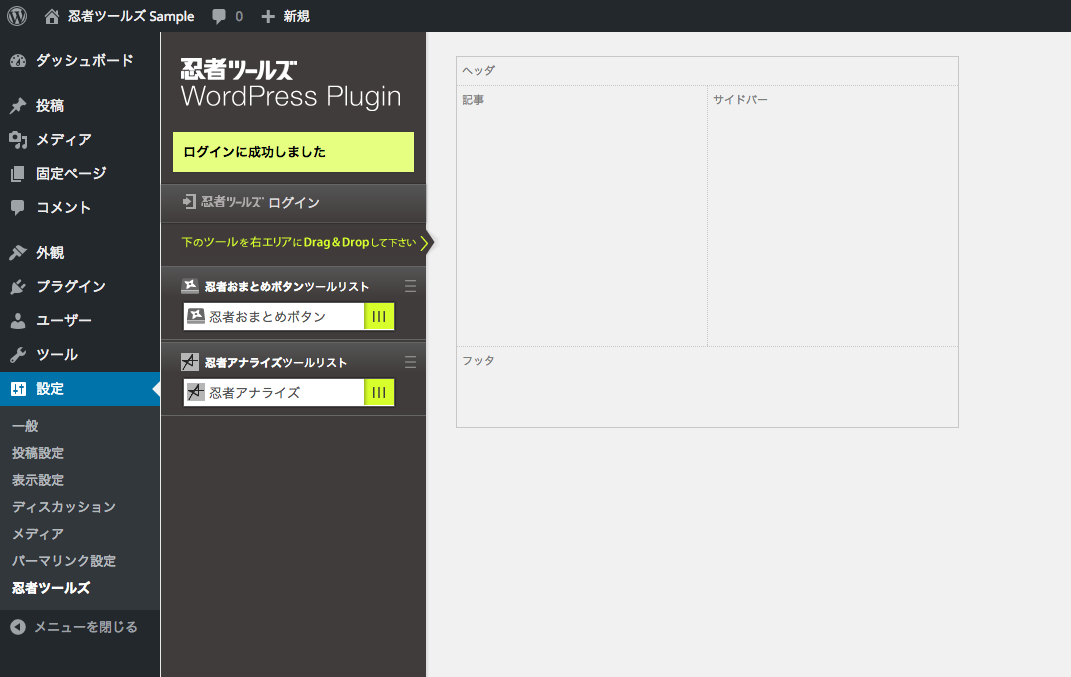 忍者ツールズ Sample 0 新規
ダッシュボード
投稿
メディア
固定ページ
コメント
外観
プラグイン
ユーザー
ツール
設定
一般
投稿設定
表示設定
ディスカッション
メディア
パーマリンク設定
忍者ツールズ
メニューを閉じる
忍者ツールズ
WordPress Plugin
ログインに成功しました
忍者ツールズ ログイン
下のツールを右エリアにDrag&Dropして下さい
忍者おまとめボタンツールリスト
忍者おまとめボタン
忍者アナライズツールリスト
忍者アナライズ
ヘッダ
記事
サイドバー
フッタ